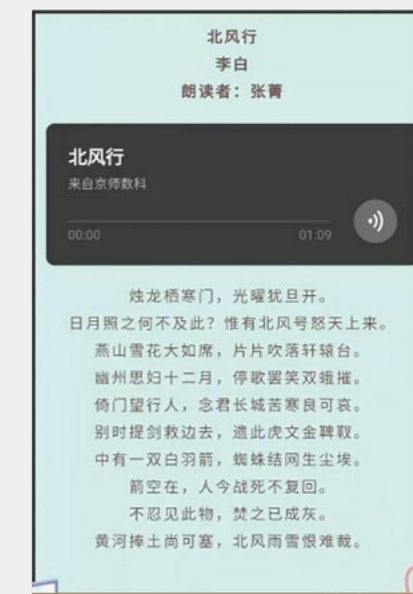 北风行
李白
朗读者：张菁
北风行
来自京师数科
00:00 01:09
烛龙栖寒门，光曜犹旦开。
日月照之何不及此？惟有北风号怒天上来。
燕山雪花大如席，片片吹落轩辕台。
幽州思妇十二月，停歌罢笑双蛾摧。
倚门望行人，念君长城苦寒良可哀。
别时提剑救边去，遗此虎文金鞞靫。
中有一双白羽箭，蜘蛛结网生尘埃。
箭空在，人今战死不复回。
不忍见此物，焚之已成灰。
黄河捧土尚可塞，北风雨雪恨难裁。